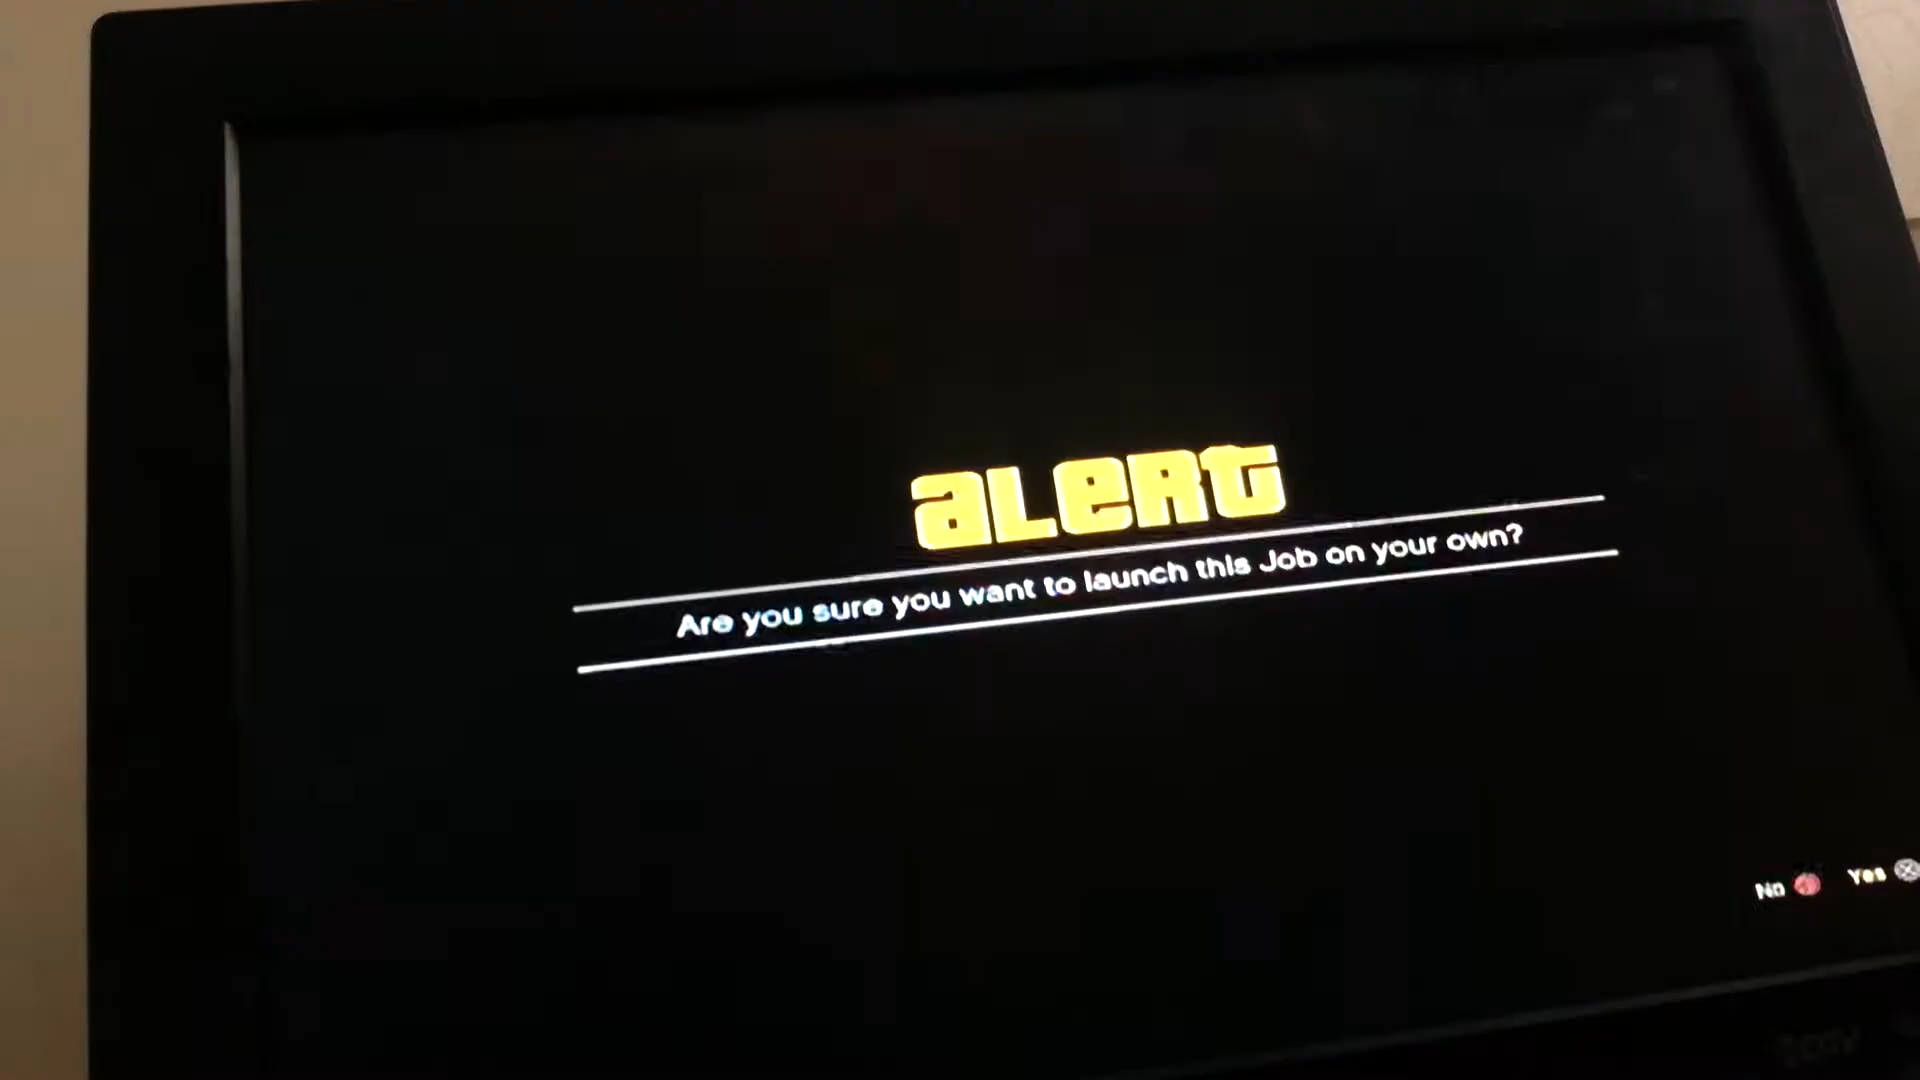 alert
Are you sure you want to launch this Job on your own?
No Yes